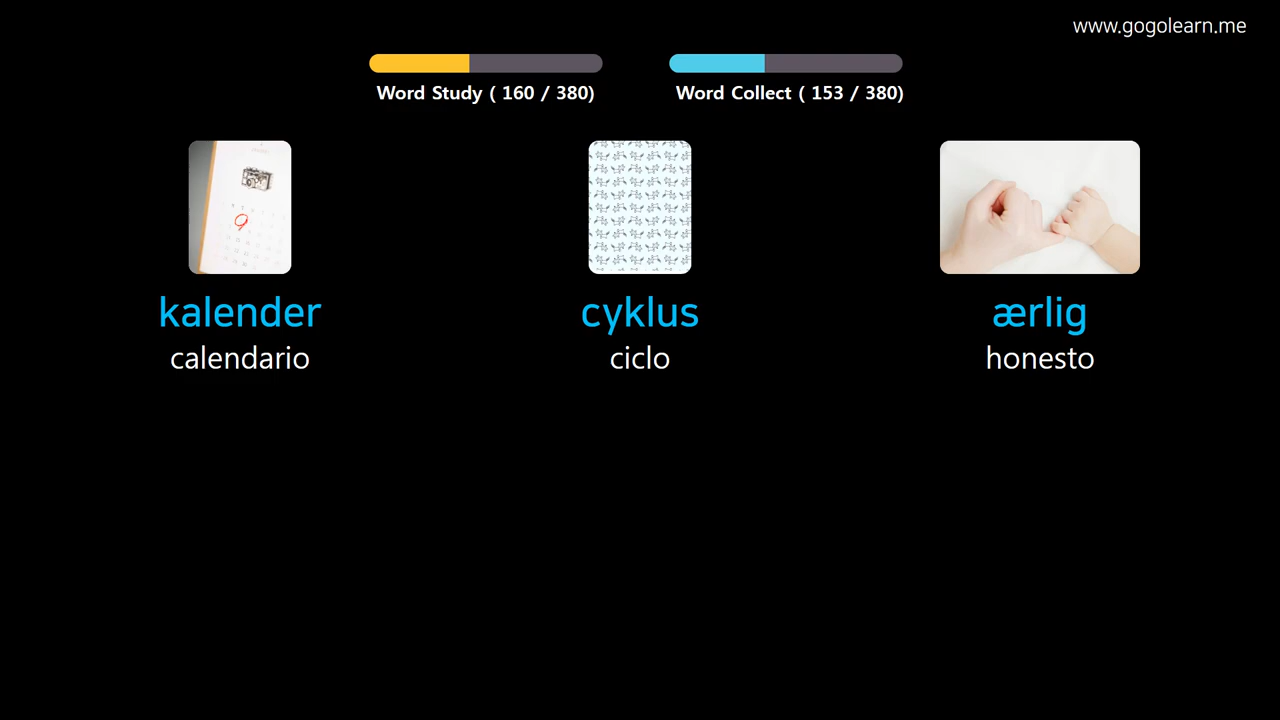 www.gogolearn.me
Word Study ( 160 / 380)
Word Collect ( 153 / 380)
kalender
calendario
cyklus
ciclo
ærlig
honesto